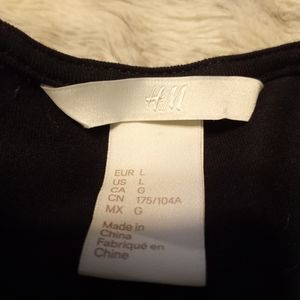 H&M
EUR L
US L
CA G
CN 175/104A
MX G
Made in
China
Fabriqué en
Chine